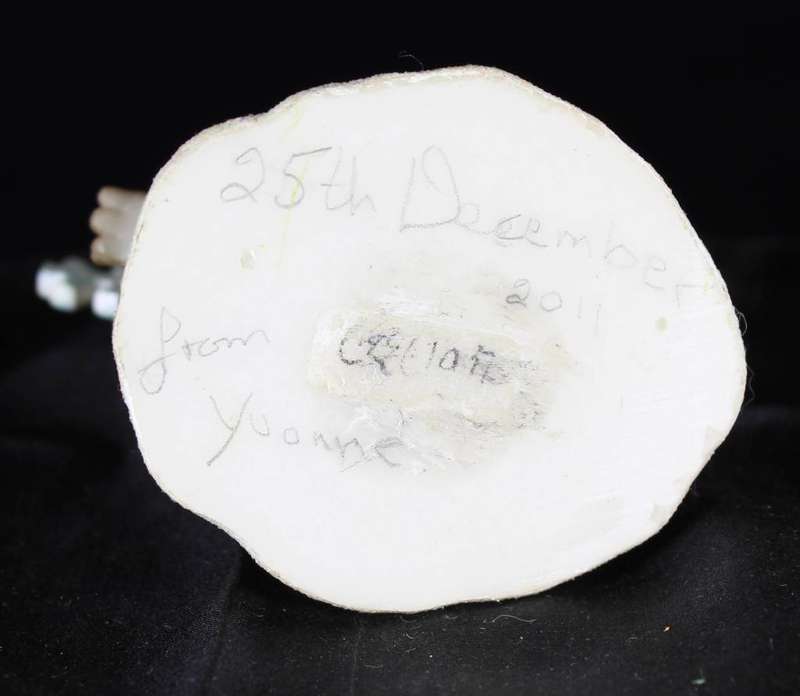 25th December
2011
from
Yvonne